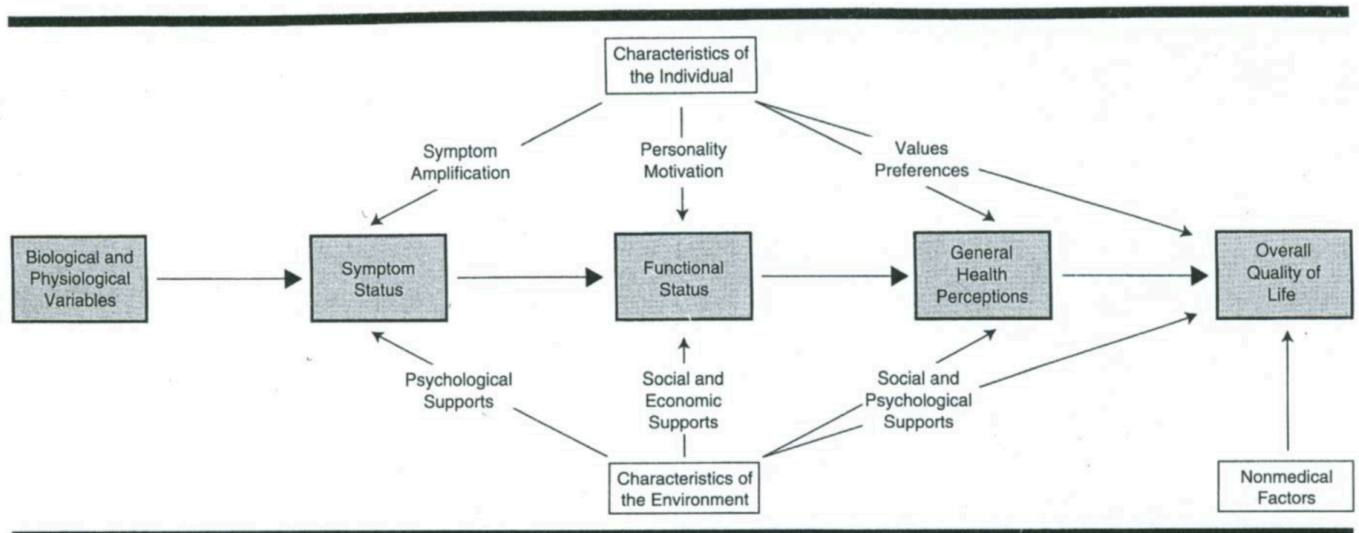 Characteristics of
the Individual
Symptom
Amplification
Personality
Motivation
Values
Preferences
Biological and
Physiological
Variables
Symptom
Status
Functional
Status
General
Health
Perceptions
Overall
Quality of
Life
Psychological
Supports
Social and
Economic
Supports
Social and
Psychological
Supports
Characteristics of
the Environment
Nonmedical
Factors